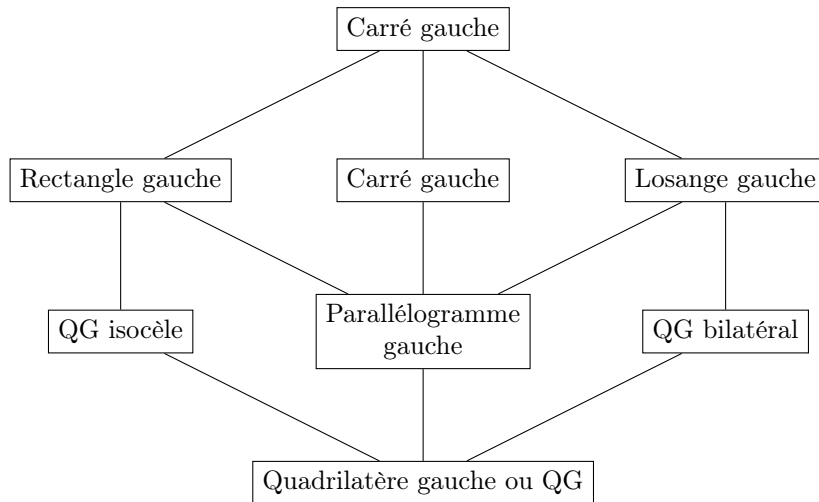 Carré gauche
Rectangle gauche
Carré gauche
Losange gauche
QG isocèle
Parallélogramme
gauche
QG bilatéral
Quadrilatère gauche ou QG